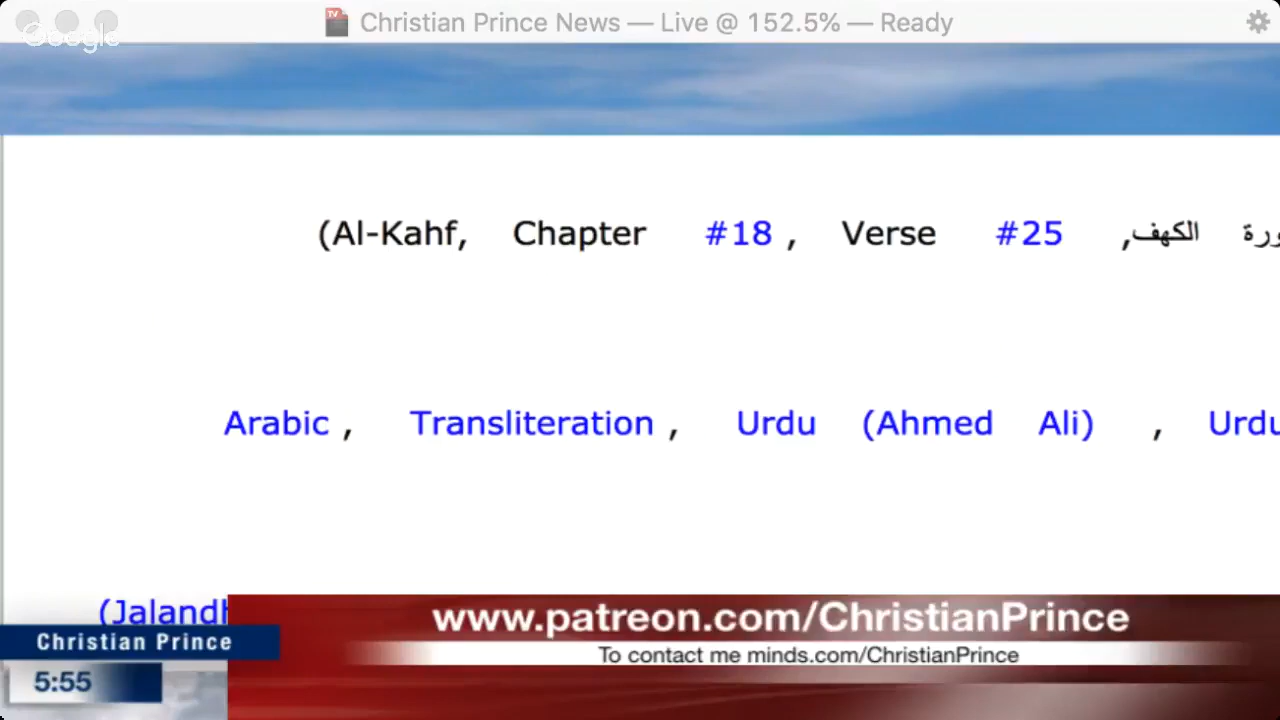 Christian Prince News — Live @ 152.5% — Ready
Google
(Al-Kahf, Chapter #18 , Verse #25 ,الكهف
Arabic , Transliteration , Urdu (Ahmed Ali) , Urdu
www.patreon.com/ChristianPrince
Christian Prince
To contact me minds.com/ChristianPrince
5:55